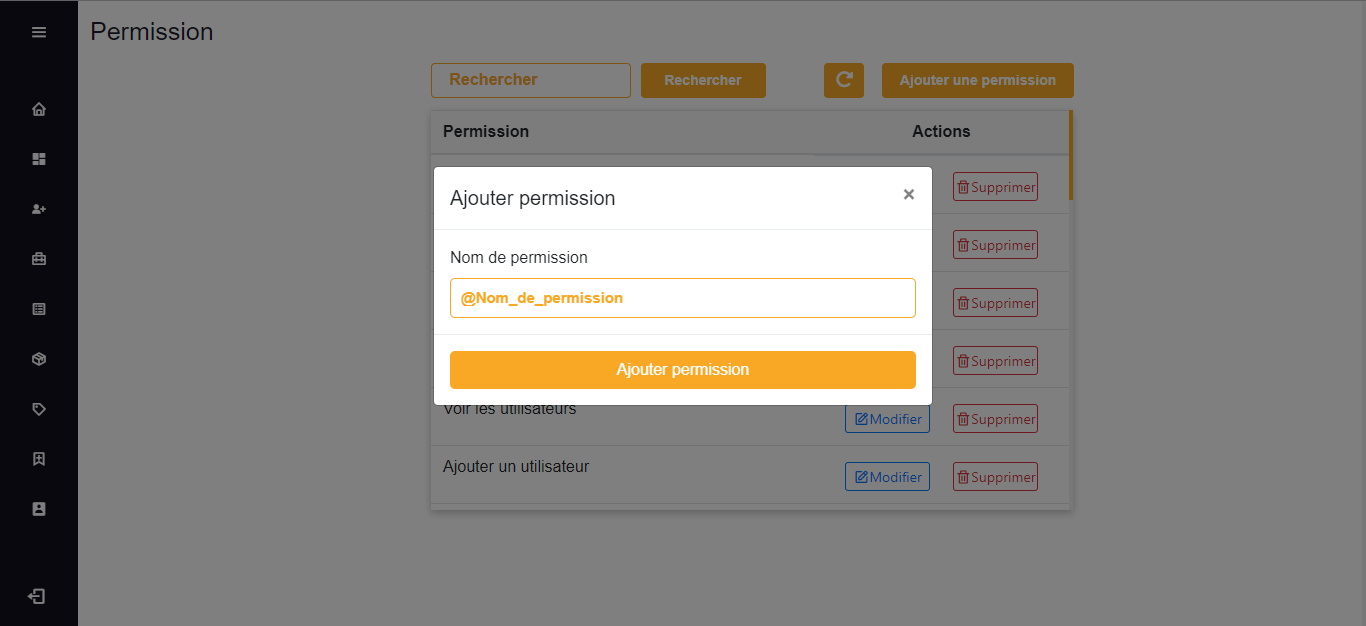 Permission
Rechercher Rechercher Ajouter une permission
Permission Actions
Supprimer
Ajouter permission ×
Supprimer
Nom de permission
@Nom_de_permission
Supprimer
Supprimer
Ajouter permission
Voir les utilisateurs Modifier Supprimer
Ajouter un utilisateur Modifier Supprimer